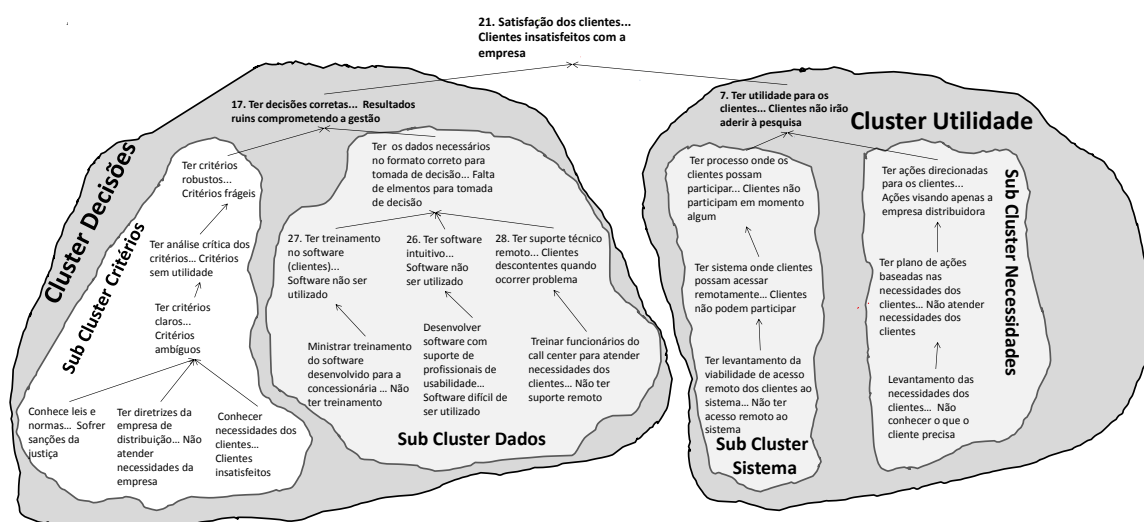 21. Satisfação dos clientes...
Clientes insatisfeitos com a
empresa
17. Ter decisões corretas... Resultados
ruins comprometendo a gestão
7. Ter utilidade para os
clientes... Clientes não irão
aderir à pesquisa
Cluster Decisões
Cluster Utilidade
Sub Cluster Critérios
Ter critérios
robustos...
Critérios frágeis
Ter análise crítica dos
critérios... Critérios
sem utilidade
Ter critérios
claros...
Critérios
ambíguos
Conhece leis e
normas... Sofrer
sanções da
justiça
Ter diretrizes da
empresa de
distribuição... Não
atender
necessidades da
empresa
Conhecer
necessidades dos
clientes...
Clientes
insatisfeitos
Ter os dados necessários
no formato correto para
tomada de decisão... Falta
de elmentos para tomada
de decisão
27. Ter treinamento
no software
(clientes)...
Software não ser
utilizado
26. Ter software
intuitivo...
Software não
ser utilizado
28. Ter suporte técnico
remoto... Clientes
descontentes quando
ocorrer problema
Ministrar treinamento
do software
desenvolvido para a
concessionária ... Não
ter treinamento
Desenvolver
software com
suporte de
profissionais de
usabilidade...
Software difícil de
ser utilizado
Treinar funcionários do
call center para atender
necessidades dos
clientes... Não ter
suporte remoto
Sub Cluster Dados
Ter processo onde os
clientes possam
participar... Clientes não
participam em momento
algum
Ter sistema onde clientes
possam acessar
remotamente... Clientes
não podem participar
Ter levantamento da
viabilidade de acesso
remoto dos clientes ao
sistema... Não ter
acesso remoto ao
sistema
Sub Cluster
Sistema
Ter ações direcionadas
para os clientes...
Ações visando apenas a
empresa distribuidora
Ter plano de ações
baseadas nas
necessidades dos
clientes... Não atender
necessidades dos
clientes
Levantamento das
necessidades dos
clientes... Não
conhecer o que o
cliente precisa
Sub Cluster Necessidades